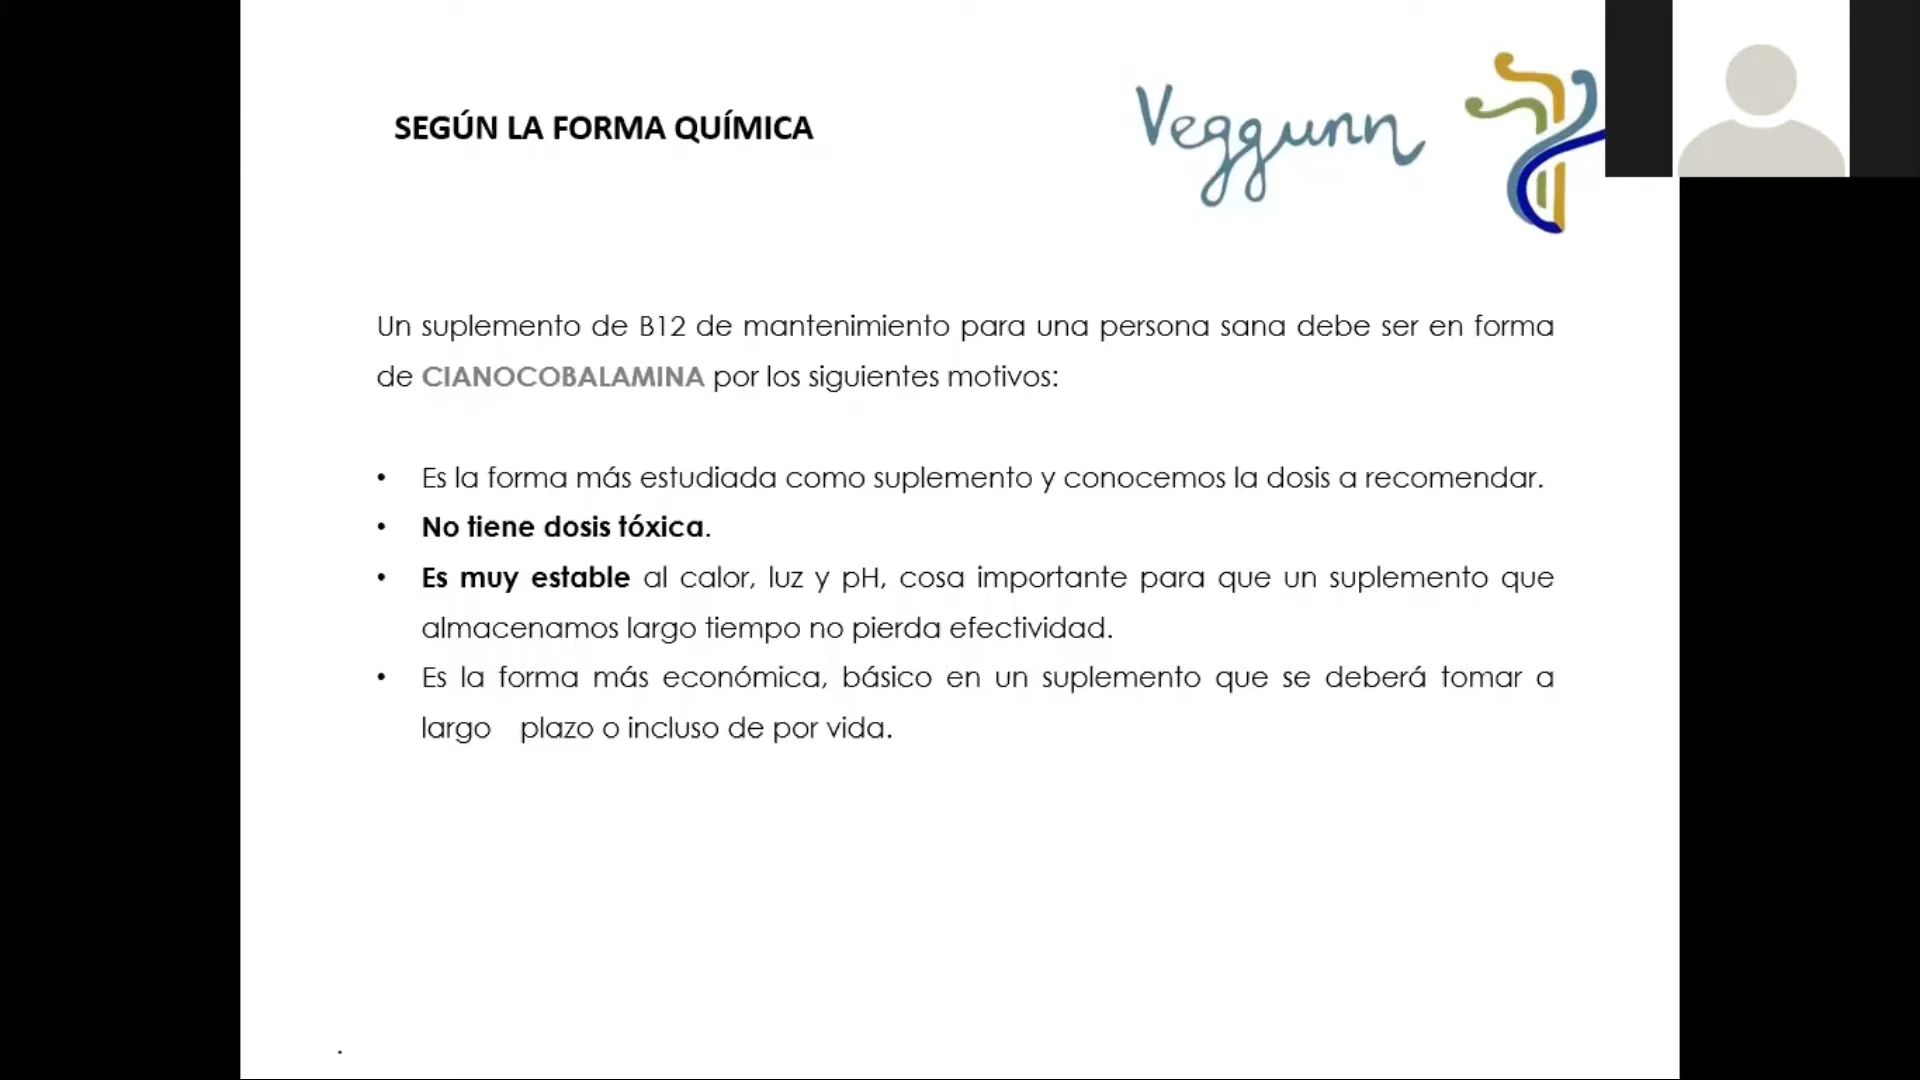 SEGÚN LA FORMA QUÍMICA
Veggunn
Un suplemento de B12 de mantenimiento para una persona sana debe ser en forma
de CIANOCOBALAMINA por los siguientes motivos:
• Es la forma más estudiada como suplemento y conocemos la dosis a recomendar.
• No tiene dosis tóxica.
• Es muy estable al calor, luz y pH, cosa importante para que un suplemento que
almacenamos largo tiempo no pierda efectividad.
• Es la forma más económica, básico en un suplemento que se deberá tomar a
largo plazo o incluso de por vida.
.